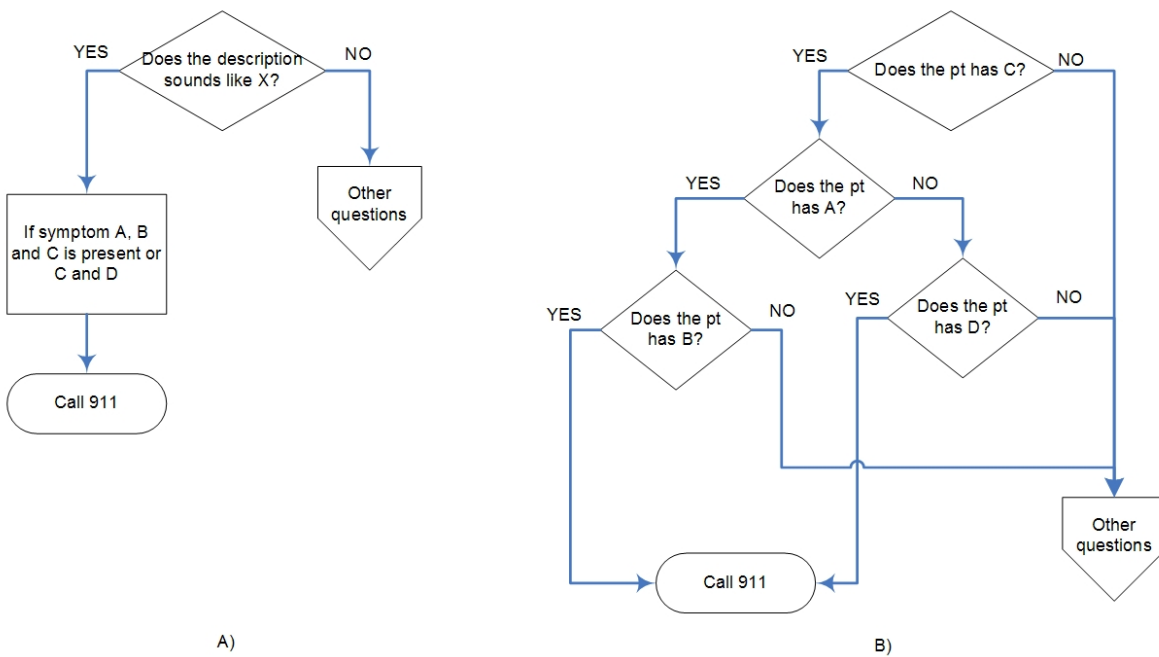 YES
Does the description
sounds like X?
NO
If symptom A, B
and C is present or
C and D
Other
questions
Call 911
A)
YES
Does the pt has C?
NO
YES
Does the pt
has A?
NO
YES
Does the pt
has B?
NO
YES
Does the pt
has D?
NO
Other
questions
Call 911
B)